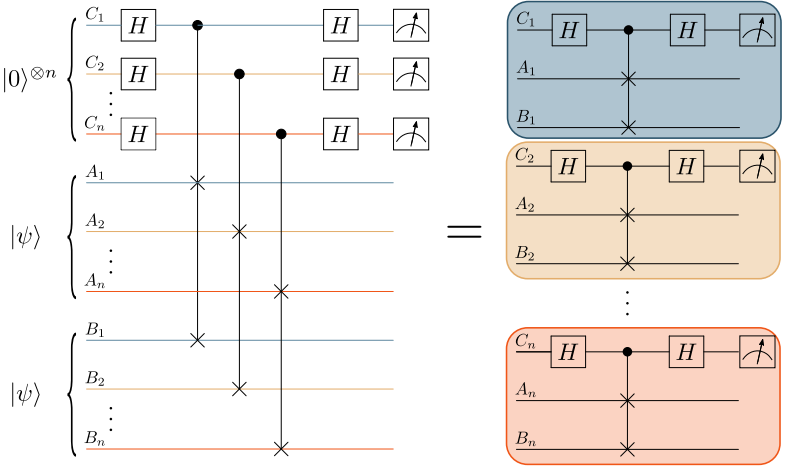 |0⟩⊗n
C1 H H
C2 H H
⋮
Cn H H
|ψ⟩
A1
A2
⋮
An
|ψ⟩
B1
B2
⋮
Bn
=
C1 H H
A1
B1
C2 H H
A2
B2
⋮
Cn H H
An
Bn